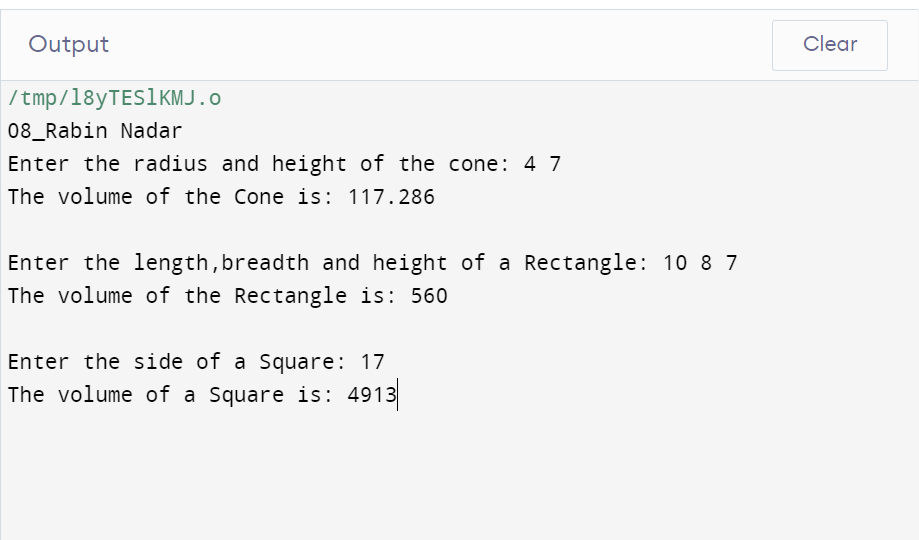 Output
Clear
/tmp/l8yTESlKMJ.o
08_Rabin Nadar
Enter the radius and height of the cone: 4 7
The volume of the Cone is: 117.286
Enter the length,breadth and height of a Rectangle: 10 8 7
The volume of the Rectangle is: 560
Enter the side of a Square: 17
The volume of a Square is: 4913